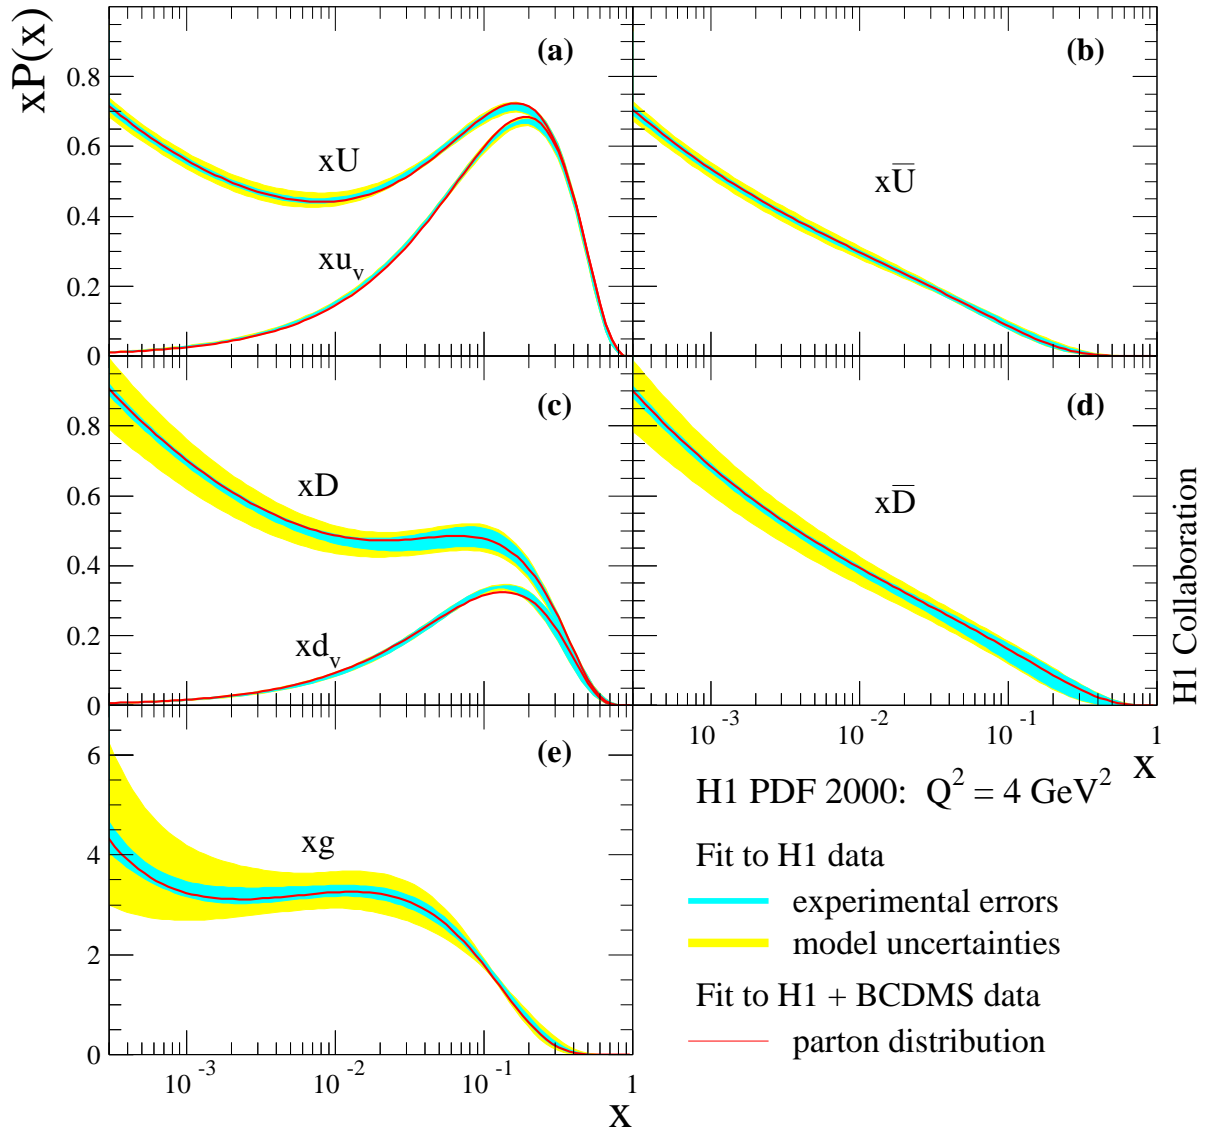 xP(x)
(a)
(b)
0.8
0.6
0.4
0.2
0
xU
xu_v
xU̅
(c)
(d)
0.8
0.6
0.4
0.2
0
xD
xd_v
xD̅
10^-3 10^-2 10^-1 1
x
(e)
6
4
2
0
xg
10^-3 10^-2 10^-1 1
x
H1 PDF 2000: Q^2 = 4 GeV^2
Fit to H1 data
experimental errors
model uncertainties
Fit to H1 + BCDMS data
parton distribution
H1 Collaboration